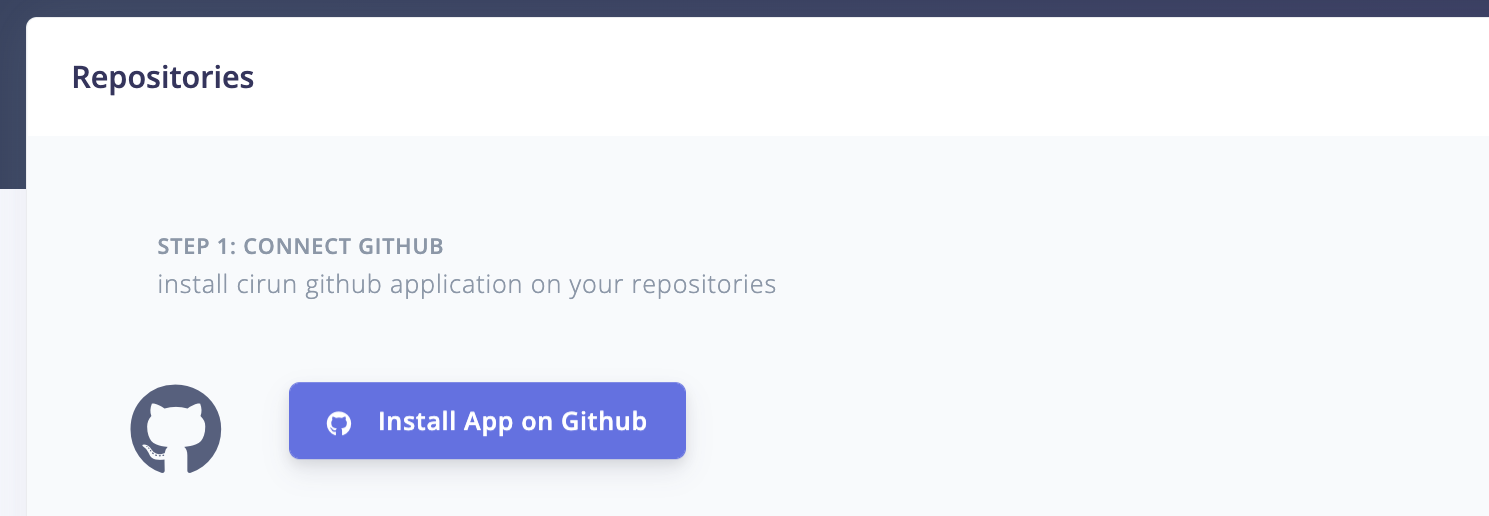 Repositories
STEP 1: CONNECT GITHUB
install cirun github application on your repositories
Install App on Github